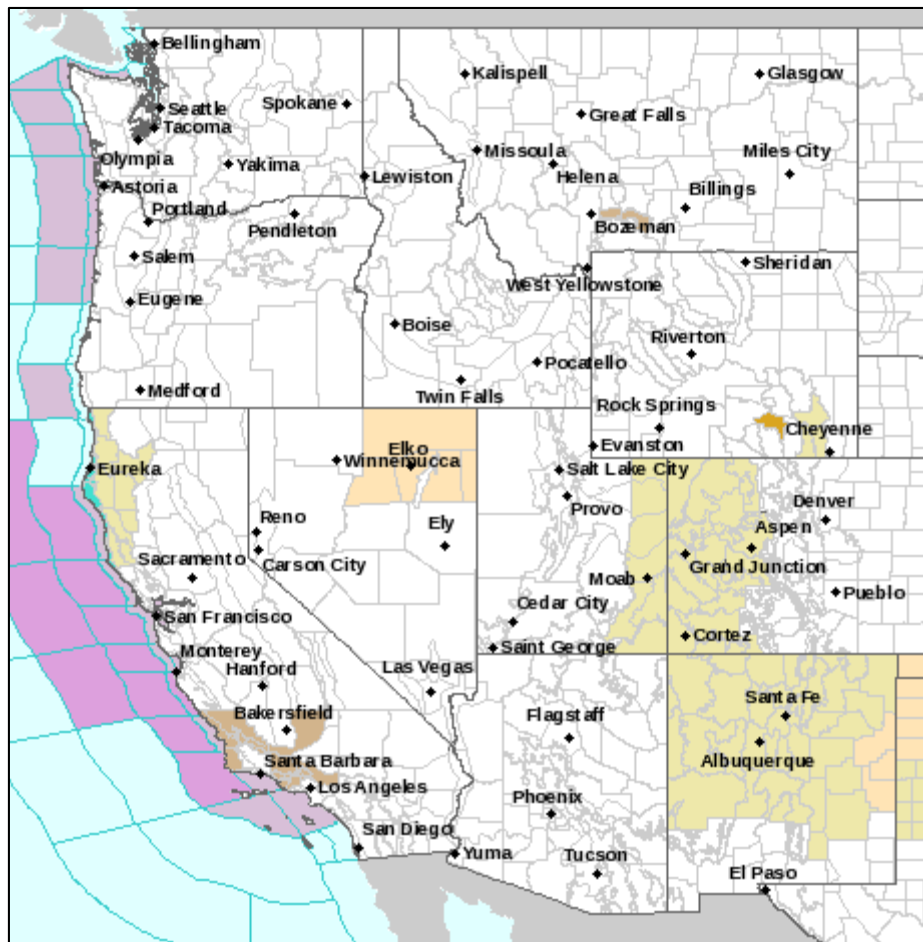 Bellingham
Kalispell
Glasgow
Seattle
Spokane
Great Falls
Tacoma
Olympia
Yakima
Missoula
Helena
Miles City
Astoria
Lewiston
Billings
Portland
Pendleton
Bozeman
Salem
Sheridan
West Yellowstone
Eugene
Boise
Riverton
Pocatello
Medford
Twin Falls
Rock Springs
Cheyenne
Elko
Evanston
Winnemucca
Eureka
Salt Lake City
Provo
Denver
Reno
Ely
Aspen
Carson City
Sacramento
Grand Junction
Moab
Pueblo
Cedar City
San Francisco
Cortez
Saint George
Monterey
Hanford
Las Vegas
Santa Fe
Bakersfield
Flagstaff
Albuquerque
Santa Barbara
Los Angeles
Phoenix
San Diego
Yuma
Tucson
El Paso